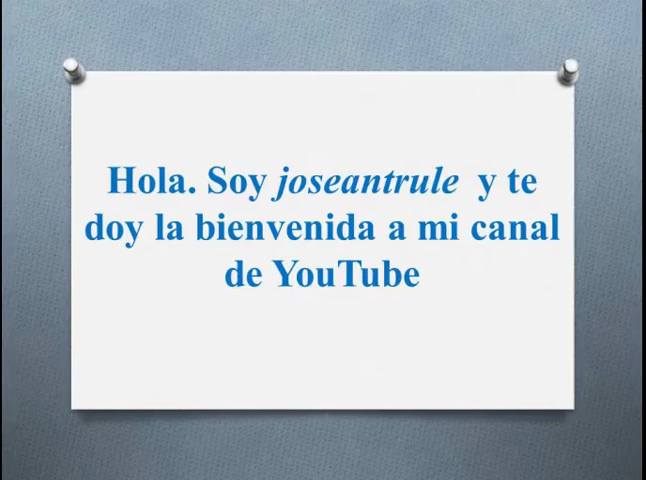 Hola. Soy joseantrule y te
doy la bienvenida a mi canal
de YouTube